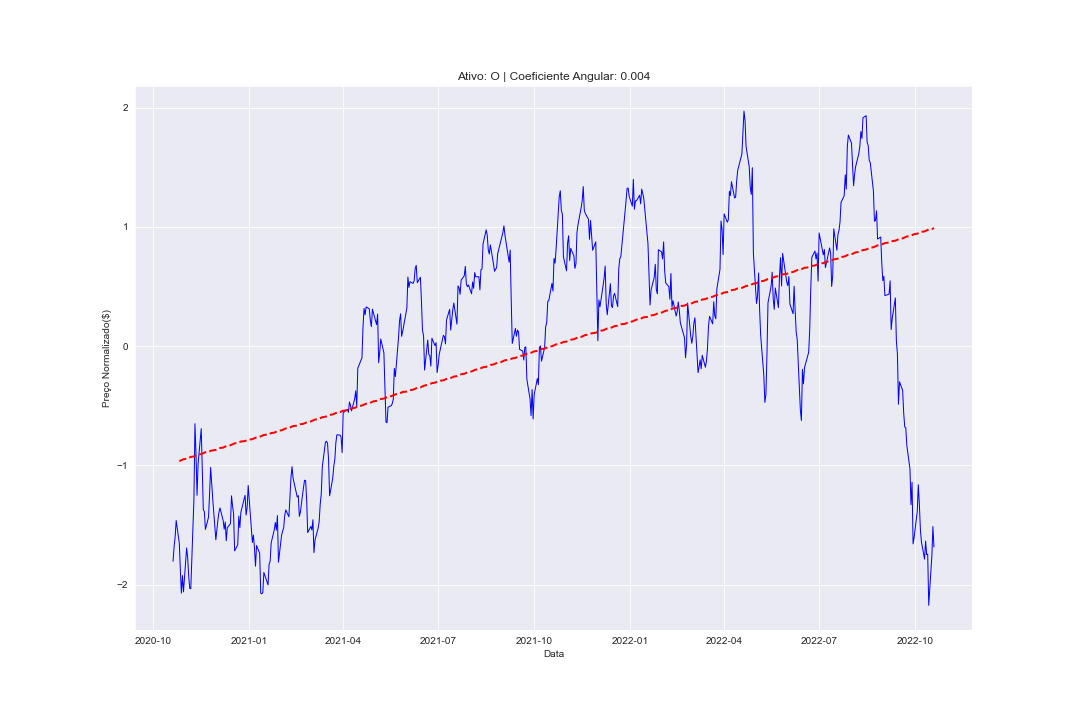 Ativo: O | Coeficiente Angular: 0.004
Preço Normalizado($)
2
1
0
−1
−2
2020-10 2021-01 2021-04 2021-07 2021-10 2022-01 2022-04 2022-07 2022-10
Data